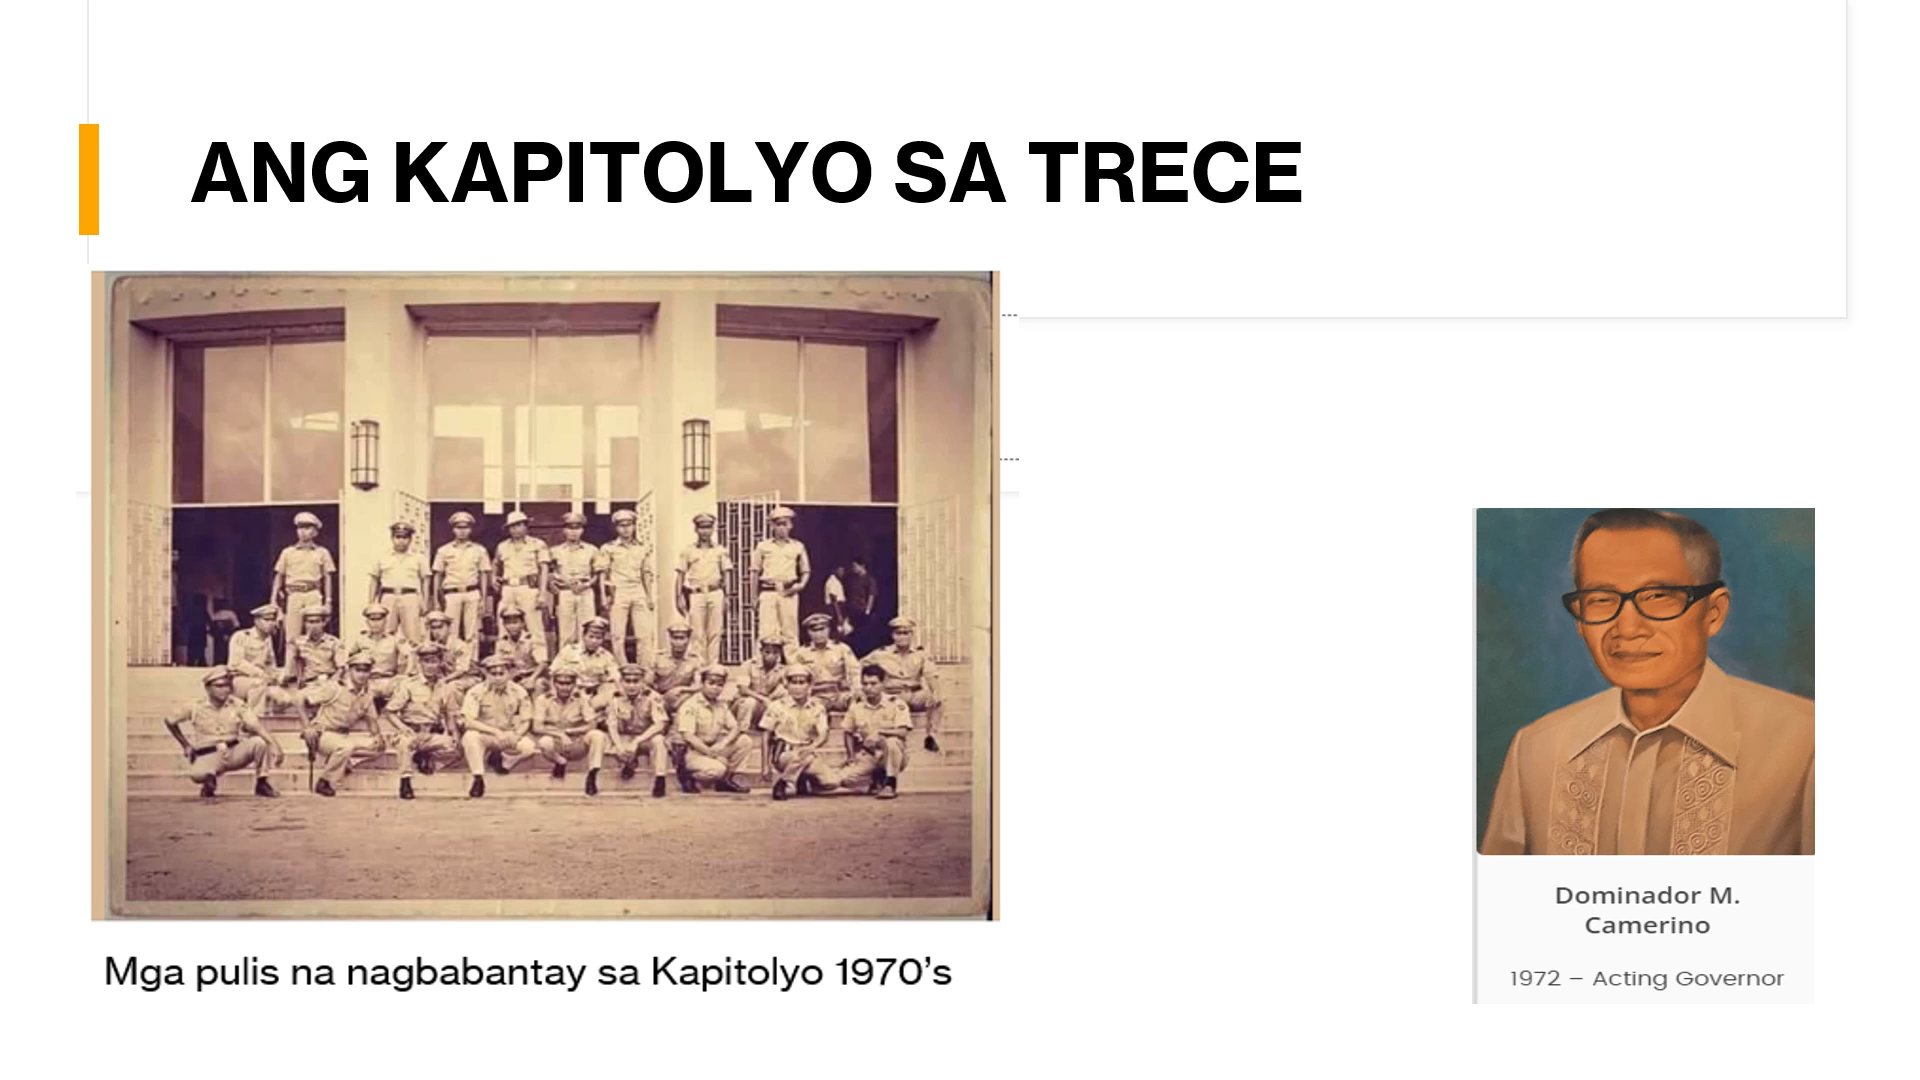 ANG KAPITOLYO SA TRECE
Mga pulis na nagbabantay sa Kapitolyo 1970’s
Dominador M.
Camerino
1972 – Acting Governor